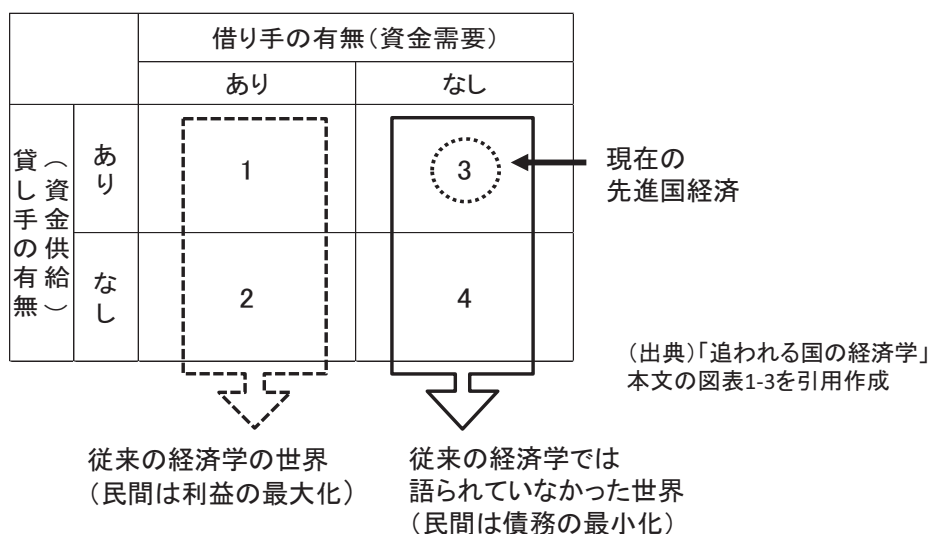 借り手の有無（資金需要）
あり
なし
貸し手の有無
（資金供給）
あり
1
3
現在の
先進国経済
なし
2
4
（出典）「追われる国の経済学」
本文の図表1-3を引用作成
従来の経済学の世界
（民間は利益の最大化）
従来の経済学では
語られていなかった世界
（民間は債務の最小化）